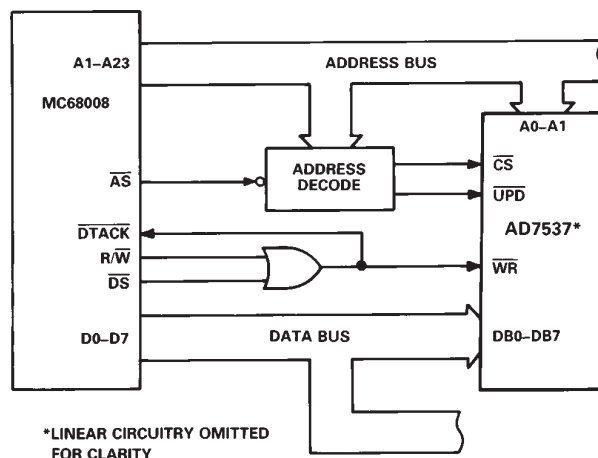 A1–A23
ADDRESS BUS
MC68008
A0–A1
ADDRESS
DECODE
CS
AS
UPD
AD7537*
DTACK
R/W
WR
DS
D0–D7
DATA BUS
DB0–DB7
*LINEAR CIRCUITRY OMITTED
FOR CLARITY